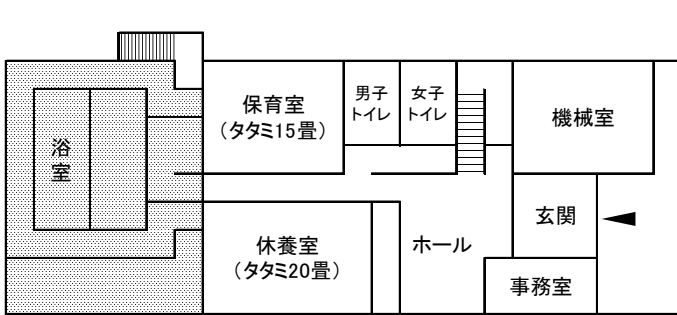 保育室
(タタミ15畳)
男子
トイレ
女子
トイレ
機械室
浴
室
玄関
休養室
(タタミ20畳)
ホール
事務室